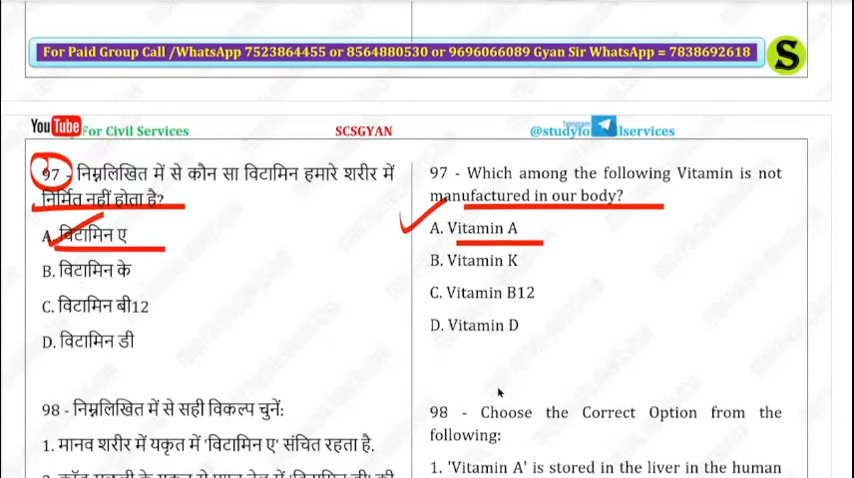 For Paid Group Call /WhatsApp 7523864455 or 8564880530 or 9696066089 Gyan Sir WhatsApp = 7838692618
S
YouTube For Civil Services
SCSGYAN
Telegram
@studyfo lservices
97 - निम्नलिखित में से कौन सा विटामिन हमारे शरीर में
निर्मित नहीं होता है?
A. विटामिन ए
B. विटामिन के
C. विटामिन बी12
D. विटामिन डी
98 - निम्नलिखित में से सही विकल्प चुनें:
1. मानव शरीर में यकृत में 'विटामिन ए' संचित रहता है.
97 - Which among the following Vitamin is not
manufactured in our body?
A. Vitamin A
B. Vitamin K
C. Vitamin B12
D. Vitamin D
98 - Choose the Correct Option from the
following:
1. 'Vitamin A' is stored in the liver in the human